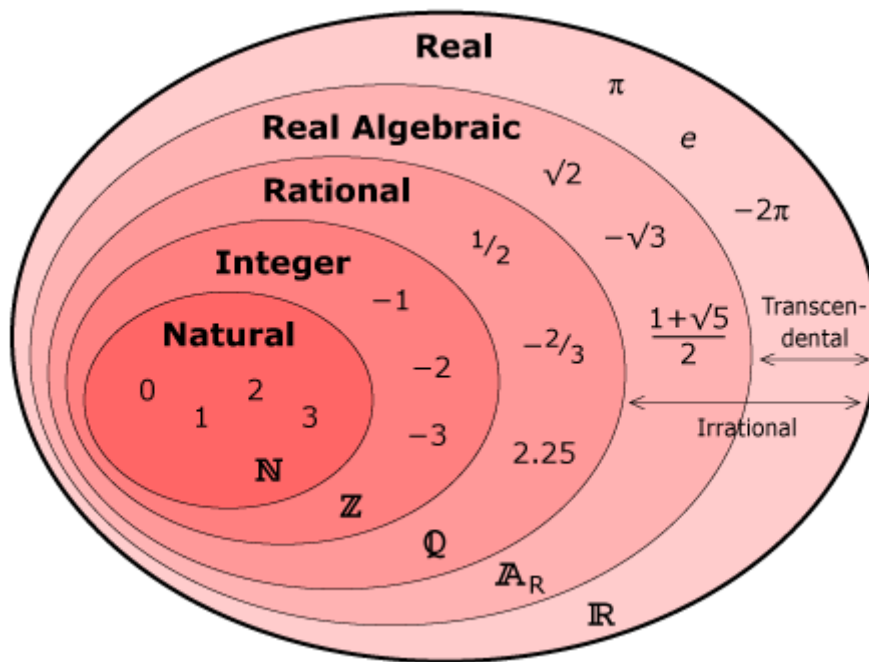 Real
π
Real Algebraic
e
√2
Rational
−2π
−√3
1/2
Integer
−1
Natural
1+√5
2
Transcen-
dental
−2/3
−2
0
2
1
3
−3
Irrational
2.25
ℕ
ℤ
ℚ
𝔸R
ℝ